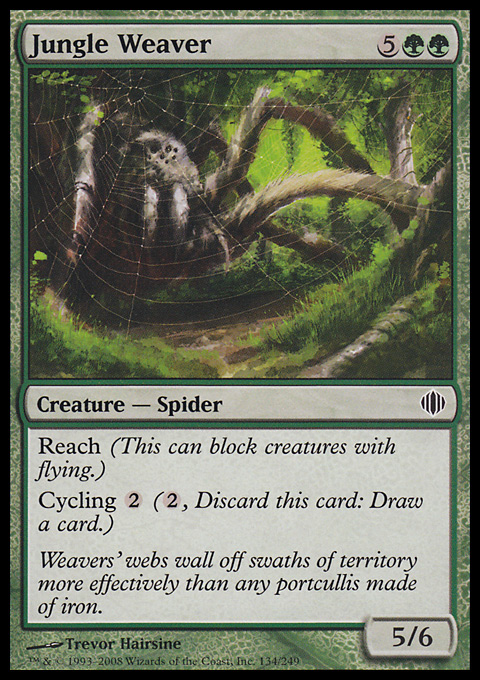 Jungle Weaver 5
Creature — Spider
Reach (This can block creatures with
flying.)
Cycling 2 (2, Discard this card: Draw
a card.)
Weavers' webs wall off swaths of territory
more effectively than any portcullis made
of iron.
Trevor Hairsine
5/6
™ & © 1993–2008 Wizards of the Coast, Inc. 134/249